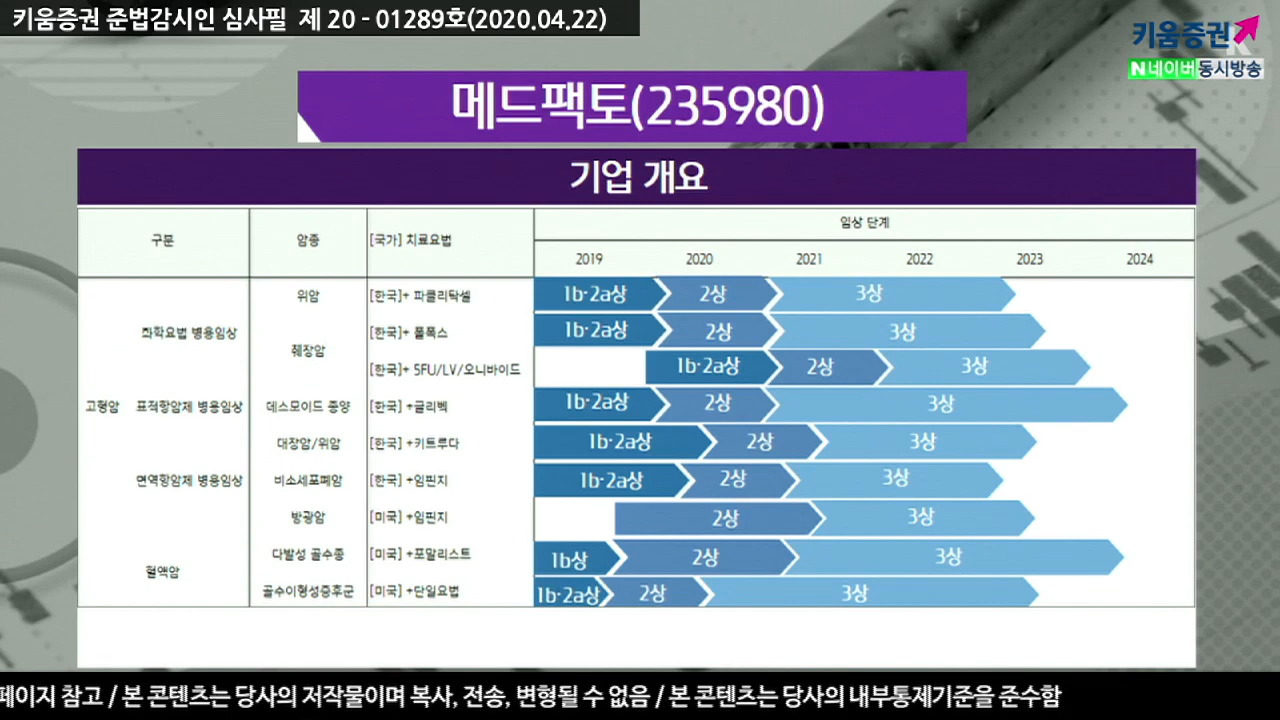 키움증권 준법감시인 심사필 제 20 - 01289호(2020.04.22)
키움증권
N 네이버 동시방송
메드팩토(235980)
기업 개요
구분 암종 [국가] 치료요법 임상 단계
2019 2020 2021 2022 2023 2024
위암 [한국]+ 파클리탁셀 1b·2a상 2상 3상
화학요법 병용임상 [한국]+ 폴폭스 1b·2a상 2상 3상
췌장암
[한국]+ 5FU/LV/오니바이드 1b·2a상 2상 3상
고형암 표적항암제 병용임상 데스모이드 종양 [한국] +글리벡 1b·2a상 2상 3상
대장암/위암 [한국] +키트루다 1b·2a상 2상 3상
면역항암제 병용임상 비소세포폐암 [한국] +임핀지 1b·2a상 2상 3상
방광암 [미국] +임핀지 2상 3상
다발성 골수종 [미국] +포말리스트 1b상 2상 3상
혈액암
골수이형성증후군 [미국] +단일요법 1b·2a상 2상 3상
페이지 참고 / 본 콘텐츠는 당사의 저작물이며 복사, 전송, 변형될 수 없음 / 본 콘텐츠는 당사의 내부통제기준을 준수함